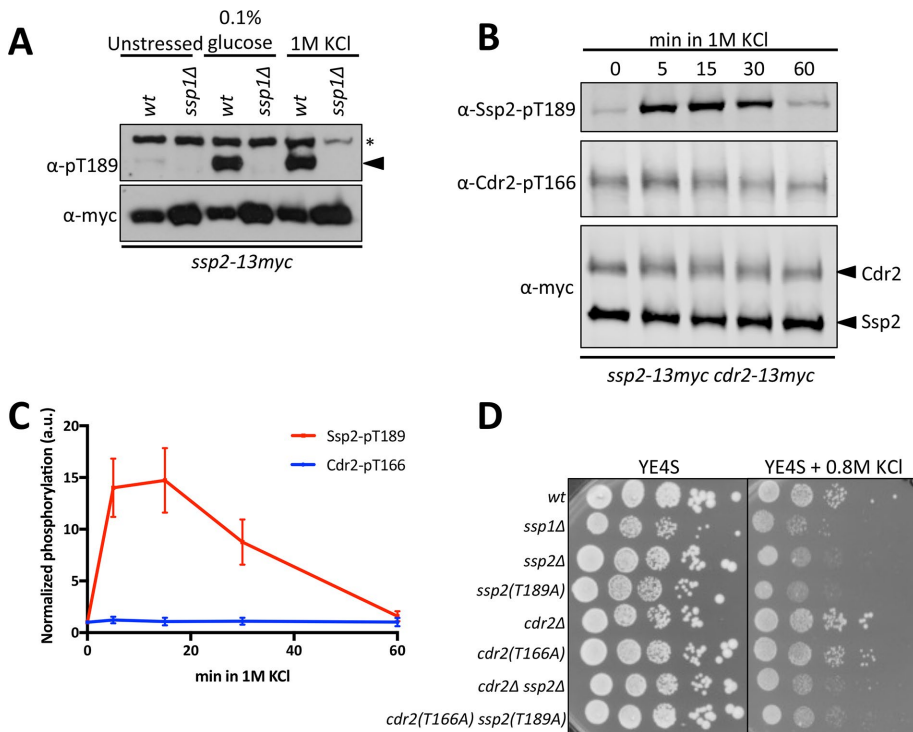 A
0.1%
Unstressed glucose 1M KCl
wt ssp1Δ wt ssp1Δ wt ssp1Δ
*
α-pT189
α-myc
ssp2-13myc
B
min in 1M KCl
0 5 15 30 60
α-Ssp2-pT189
α-Cdr2-pT166
α-myc
Cdr2
Ssp2
ssp2-13myc cdr2-13myc
C
Normalized phosphorylation (a.u.)
20
15
10
5
0
0 20 40 60
min in 1M KCl
Ssp2-pT189
Cdr2-pT166
D
YE4S YE4S + 0.8M KCl
wt
ssp1Δ
ssp2Δ
ssp2(T189A)
cdr2Δ
cdr2(T166A)
cdr2Δ ssp2Δ
cdr2(T166A) ssp2(T189A)